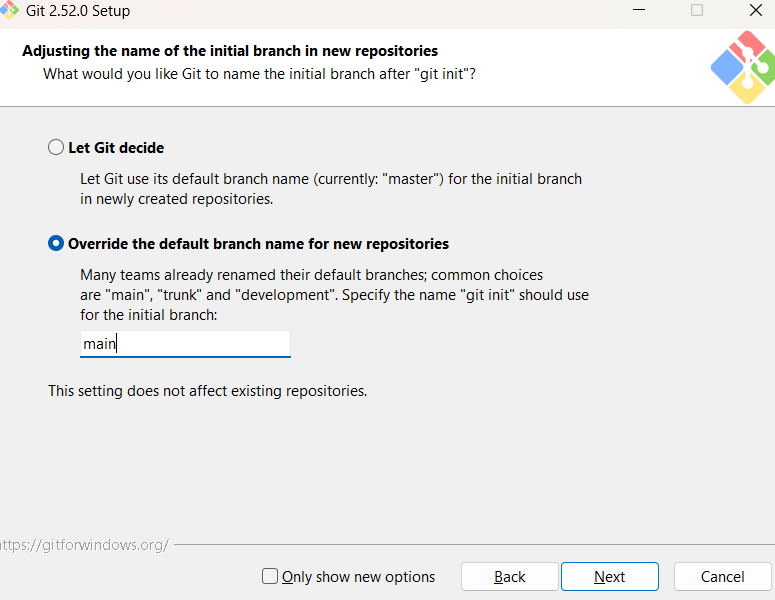 Git 2.52.0 Setup
Adjusting the name of the initial branch in new repositories
What would you like Git to name the initial branch after "git init"?
Let Git decide
Let Git use its default branch name (currently: "master") for the initial branch
in newly created repositories.
Override the default branch name for new repositories
Many teams already renamed their default branches; common choices
are "main", "trunk" and "development". Specify the name "git init" should use
for the initial branch:
main
This setting does not affect existing repositories.
ttps://gitforwindows.org/
Only show new options
Back
Next
Cancel